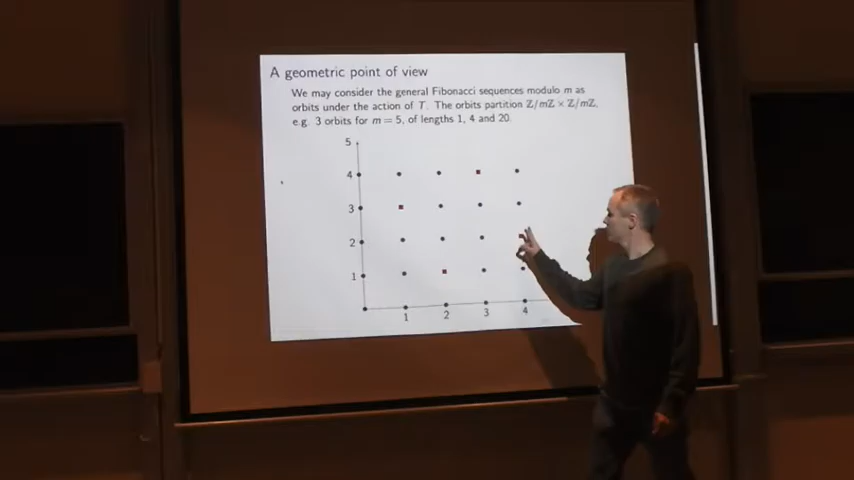 A geometric point of view
We may consider the general Fibonacci sequences modulo m as
orbits under the action of T. The orbits partition ℤ/mℤ × ℤ/mℤ,
e.g. 3 orbits for m = 5, of lengths 1, 4 and 20.
5
4
3
2
1
1 2 3 4